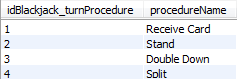 idBlackjack_turnProcedure procedureName
1 Receive Card
2 Stand
3 Double Down
4 Split